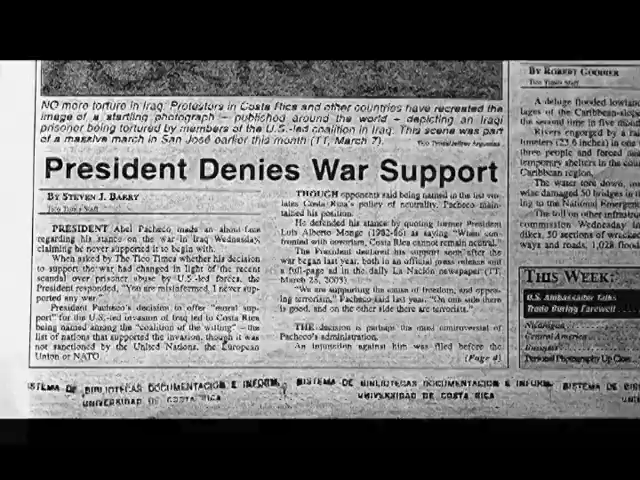 NO more torture in Iraq: Protestors in Costa Rica and other countries have recreated the
image of a startling photograph – published around the world – depicting an Iraqi
prisoner being tortured by members of the U.S.-led coalition in Iraq. This scene was part
of a massive march in San José earlier this month (TT, March 7).
President Denies War Support
BY STEVEN J. BARRY
Tico Times Staff
PRESIDENT Abel Pacheco made an about-face
regarding his stance on the war in Iraq Wednesday,
claiming he never supported it to begin with.
When asked by The Tico Times whether his decision
to support the war had changed in light of the recent
scandal over prisoner abuse by U.S.-led forces, the
President responded, "You are misinformed, I never sup-
ported any war."
President Pacheco's decision to offer "moral sup-
port" for the U.S.-led invasion of Iraq led to Costa Rica
being named among the "coalition of the willing" – the
list of nations that supported the invasion, though it was
not sanctioned by the United Nations, the European
Union or NATO.
THOUGH opponents said being named in the list vio-
lates Costa Rica's policy of neutrality, Pacheco main-
tained his position.
He defended his stance by quoting former President
Luis Alberto Monge (1982-86) as saying "When con-
fronted with terrorism, Costa Rica cannot remain neutral."
The President declared his support soon after the
war began last year, both in an official press release and
a full-page ad in the daily La Nación newspaper (TT,
March 28, 2003).
"We are supporting the cause of freedom, and oppos-
ing terrorism," Pacheco said last year. "On one side there
is good, and on the other side there are terrorists."
THE decision is perhaps the most controversial of
Pacheco's administration.
An injunction against him was filed before the
(Page 4)
BY ROBERT GOODIER
Tico Times Staff
A deluge flooded lowland
lages of the Caribbean-slope
the second time in five months
Rivers engorged by a
limeters (23.6 inches) in one
three people and forced
temporary shelters in the
Caribbean region.
The water tore down,
wise damaged 50 bridges in
ing to the National Emergency
The toll on other infrastructure
commission Wednesday
dikes, 50 sections of
ways and roads, 1,028
THIS WEEK:
U.S. Ambassador Talks
Trade During Farewell
Nicaragua
Central America
Personal Photography Up Close
ISTEMA DE BIBLIOTECAS DOCUMENTACION E INFORM SISTEMA DE BIBLIOTECAS DOCUMENTACION E INFORM SISTEMA DE
UNIVERSIDAD DE COSTA RICA UNIVERSIDAD DE COSTA RICA